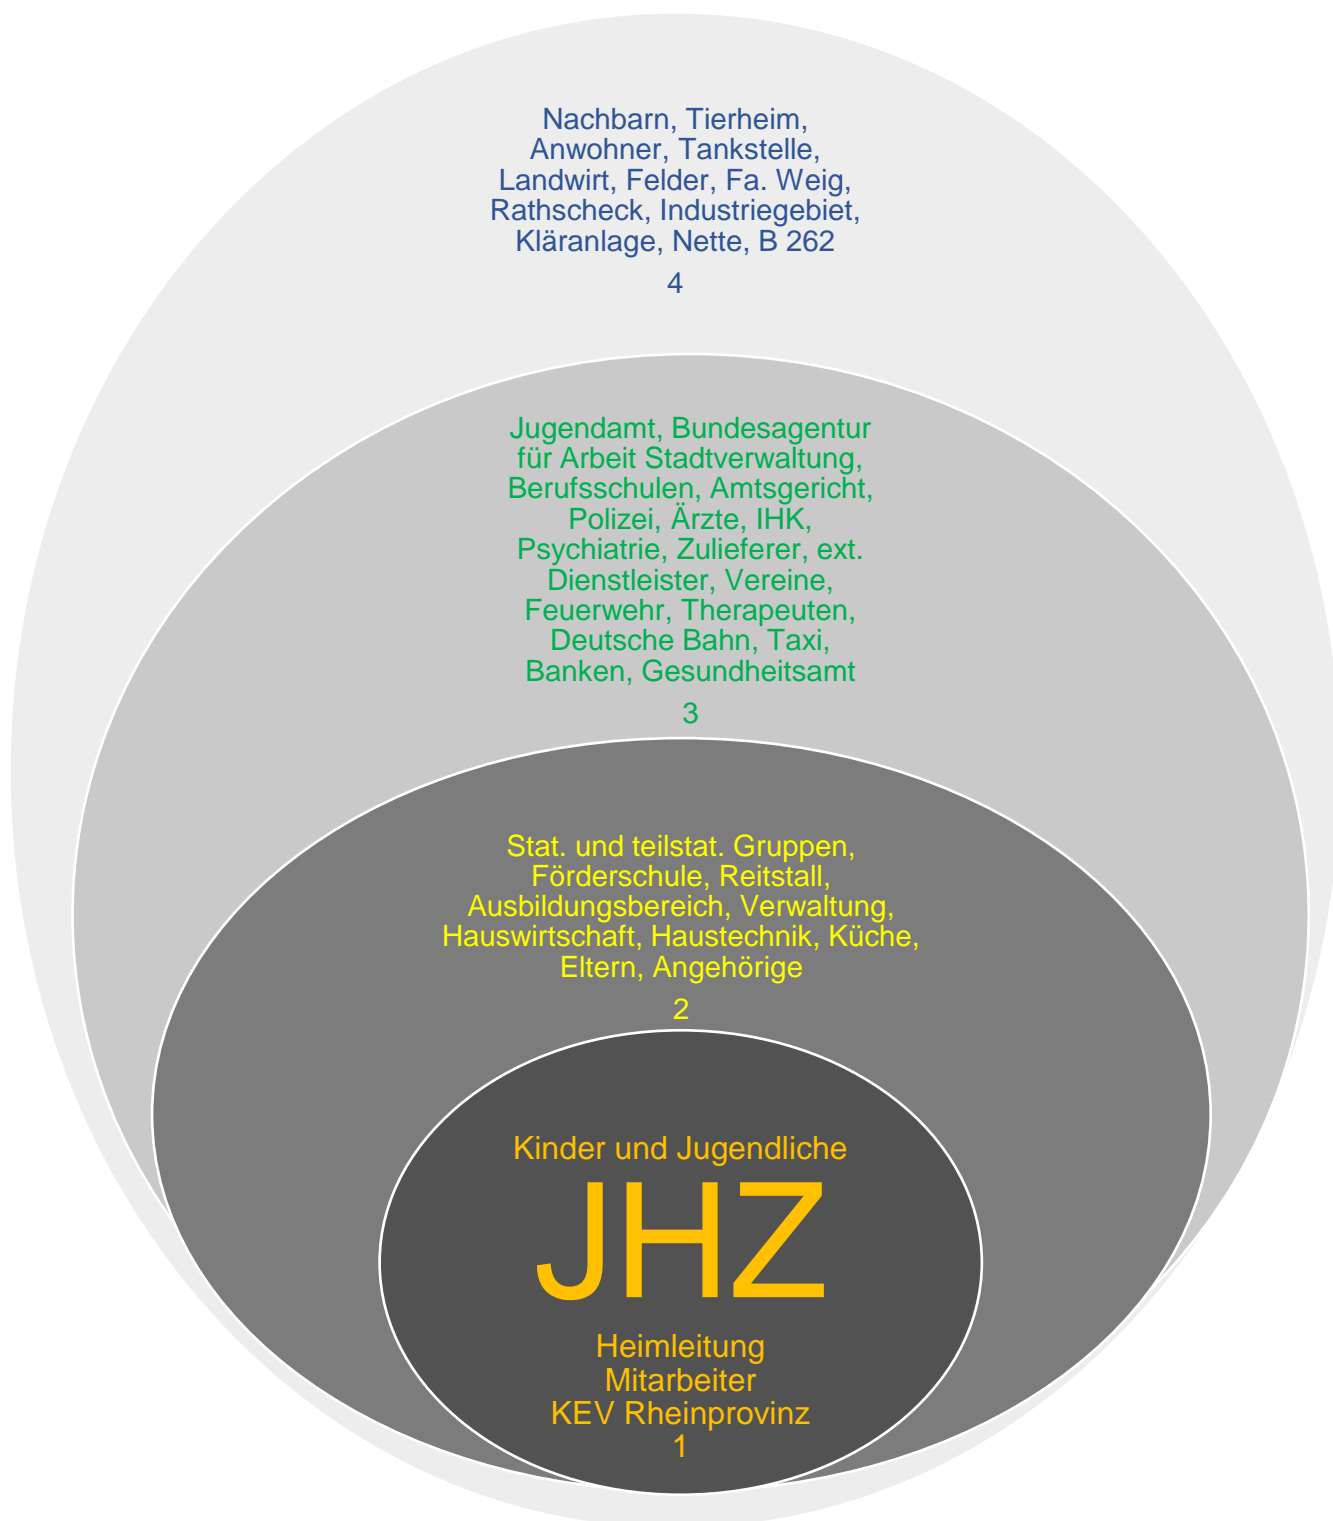 Nachbarn, Tierheim,
Anwohner, Tankstelle,
Landwirt, Felder, Fa. Weig,
Rathscheck, Industriegebiet,
Kläranlage, Nette, B 262
4
Jugendamt, Bundesagentur
für Arbeit Stadtverwaltung,
Berufsschulen, Amtsgericht,
Polizei, Ärzte, IHK,
Psychiatrie, Zulieferer, ext.
Dienstleister, Vereine,
Feuerwehr, Therapeuten,
Deutsche Bahn, Taxi,
Banken, Gesundheitsamt
3
Stat. und teilstat. Gruppen,
Förderschule, Reitstall,
Ausbildungsbereich, Verwaltung,
Hauswirtschaft, Haustechnik, Küche,
Eltern, Angehörige
2
Kinder und Jugendliche
JHZ
Heimleitung
Mitarbeiter
KEV Rheinprovinz
1